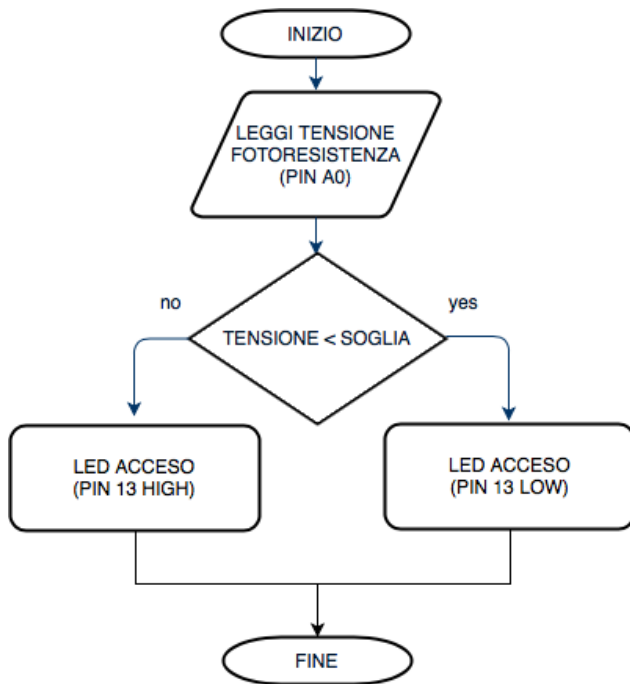 INIZIO
LEGGI TENSIONE
FOTORESISTENZA
(PIN A0)
no
yes
TENSIONE < SOGLIA
LED ACCESO
(PIN 13 HIGH)
LED ACCESO
(PIN 13 LOW)
FINE